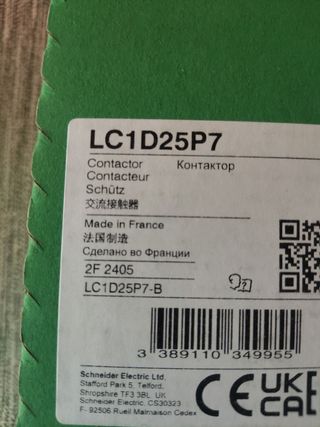 LC1D25P7
Contactor Контактор
Contacteur
Schütz
交流接触器
Made in France
法国制造
Сделано во Франции
2F 2405
LC1D25P7-B
3 389110 349955
Schneider Electric Ltd.
Stafford Park 5, Telford,
Shropshire TF3 3BL UK
Schneider Electric, CS30323
F- 92506 Rueil Malmaison Cedex
CE
UK
CA